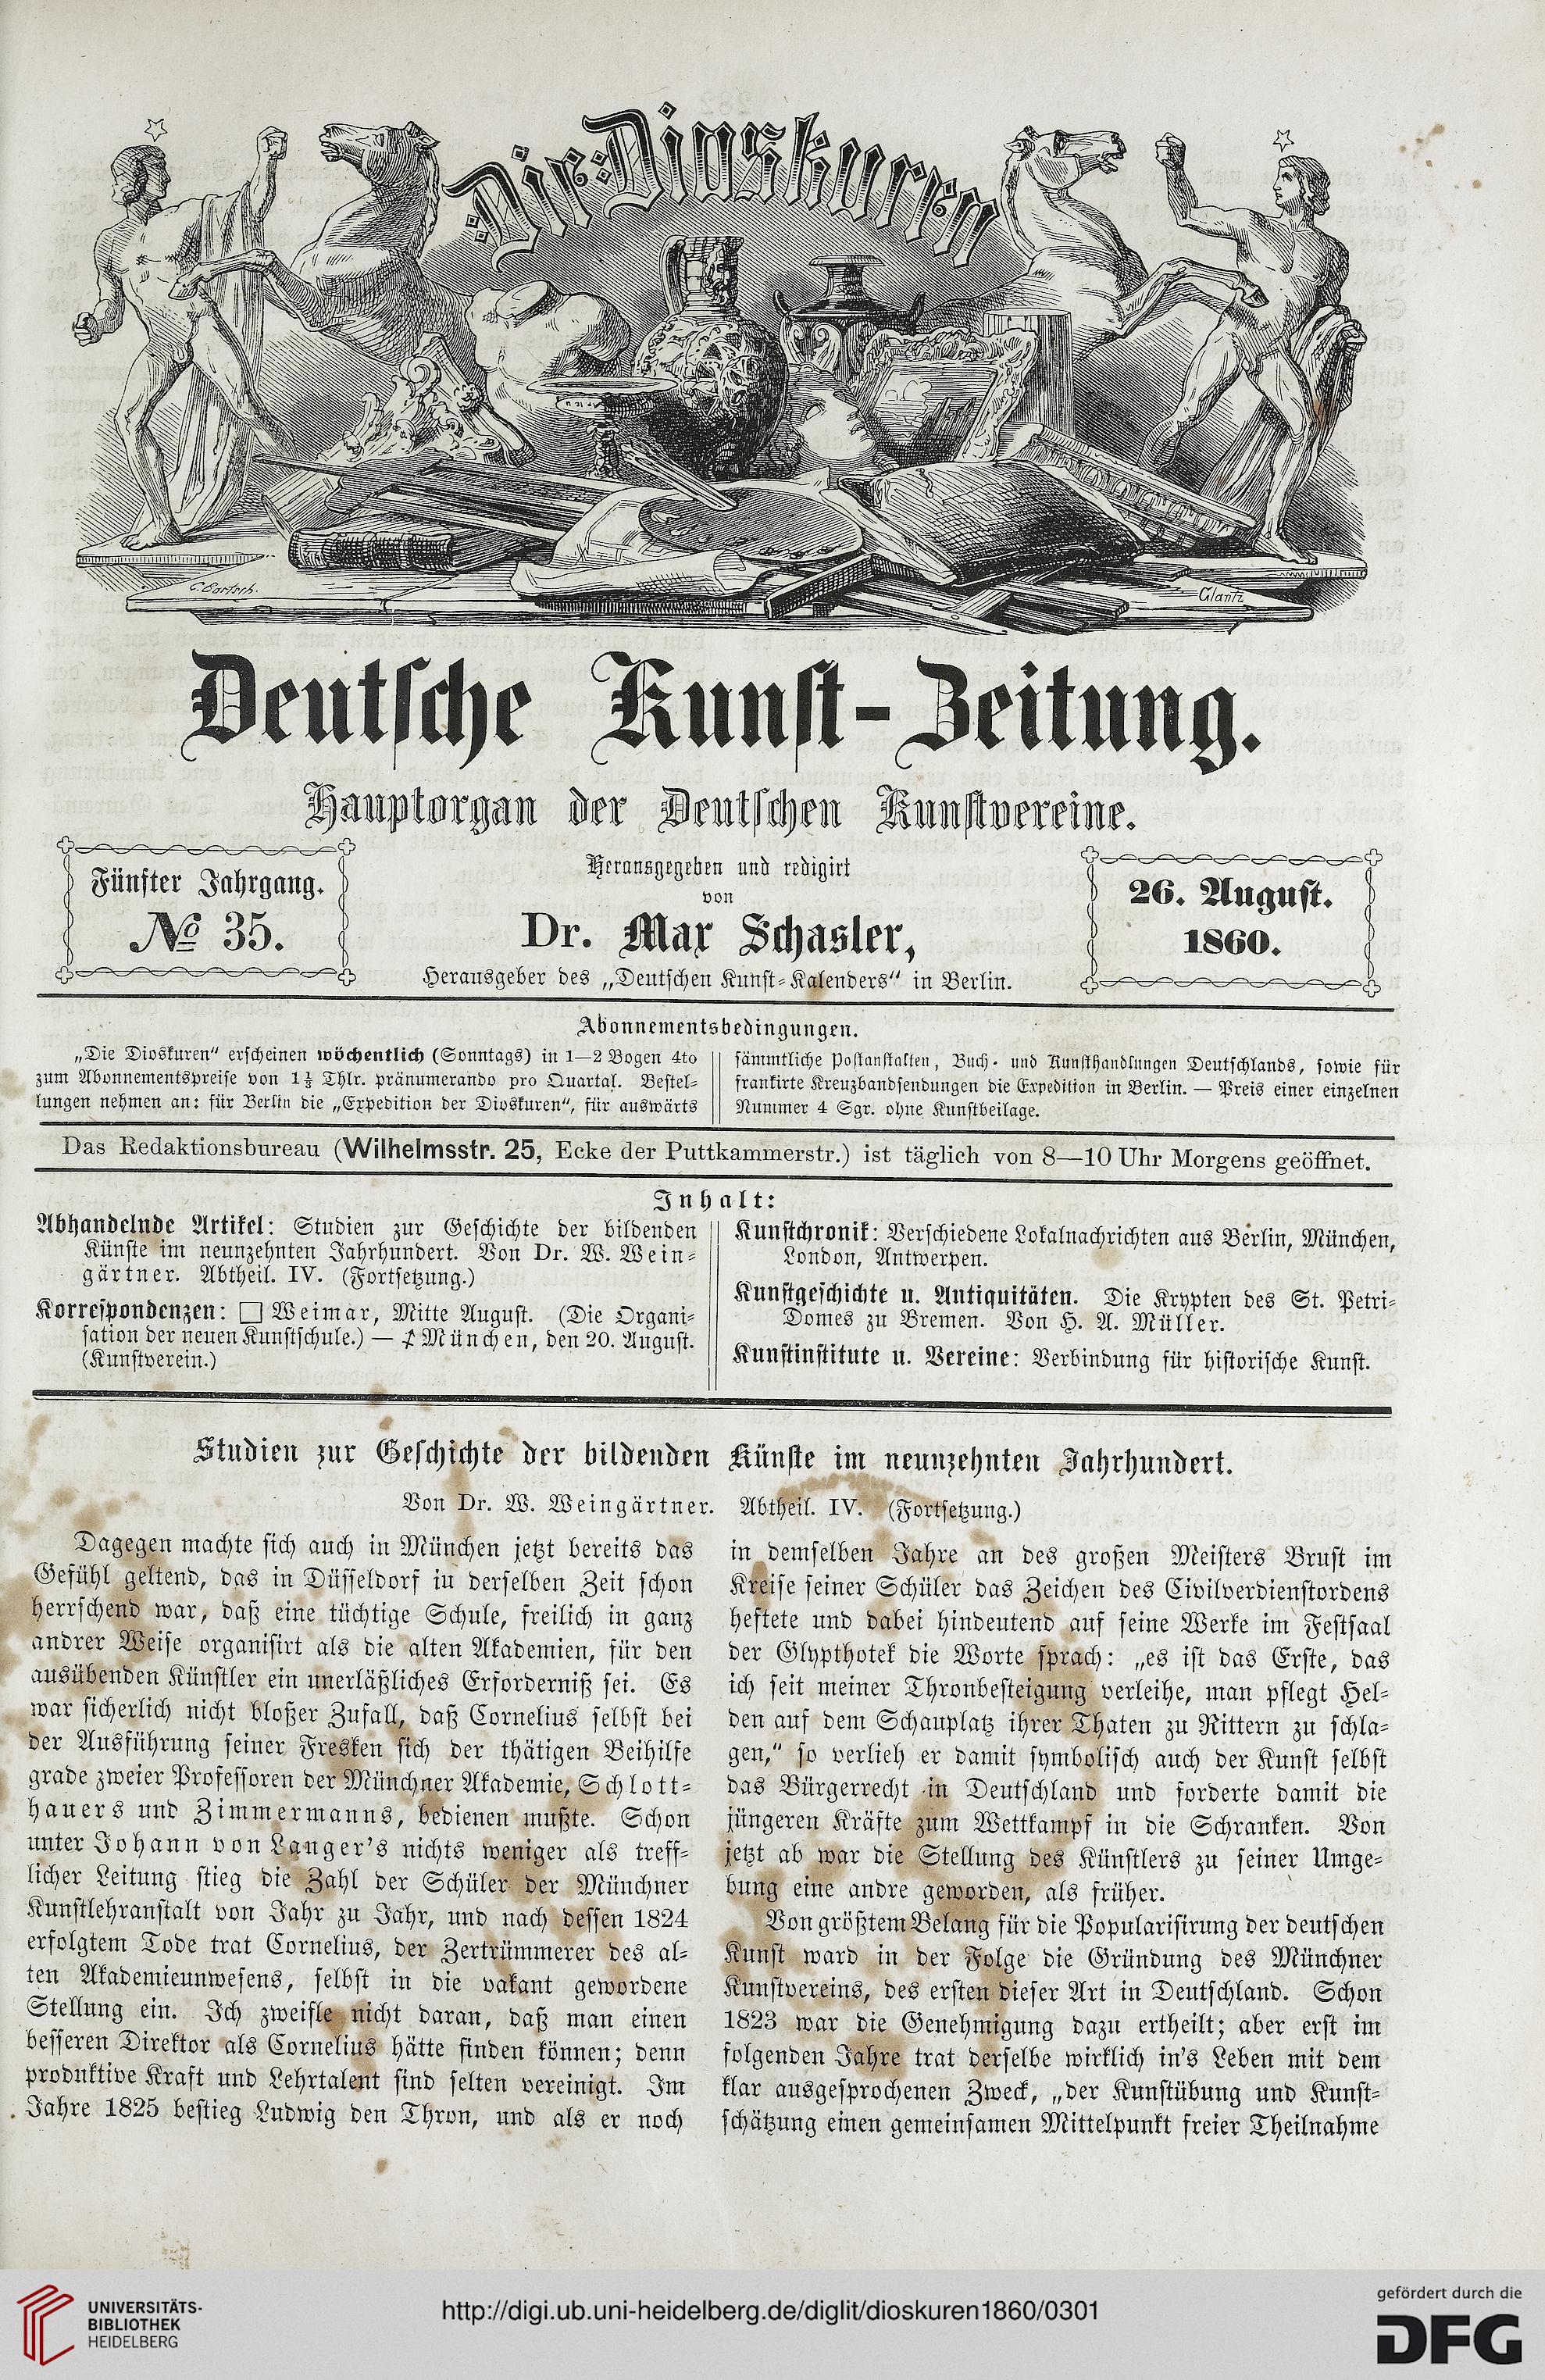 Die Dioskuren
C. Bartsch.
Glantz
Deutsche Kunst-Zeitung.
Hauptorgan der Deutschen Kunstvereine.
Fünfter Jahrgang.
№ 35.
Herausgegeben und redigirt
von
Dr. Max Schasler,
Herausgeber des „Deutschen Kunst-Kalenders“ in Berlin.
26. August.
1860.
Abonnementsbedingungen.
„Die Dioskuren“ erscheinen wöchentlich (Sonntags) in 1—2 Bogen 4to
zum Abonnementspreise von 1½ Thlr. pränumerando pro Quartal. Bestel-
lungen nehmen an: für Berlin die „Expedition der Dioskuren“, für auswärts
sämmtliche Postanstalten, Buch- und Kunsthandlungen Deutschlands, sowie für
frankirte Kreuzbandsendungen die Expedition in Berlin. — Preis einer einzelnen
Nummer 4 Sgr. ohne Kunstbeilage.
Das Redaktionsbureau (Wilhelmsstr. 25, Ecke der Puttkammerstr.) ist täglich von 8—10 Uhr Morgens geöffnet.
Inhalt:
Abhandelnde Artikel: Studien zur Geschichte der bildenden
Künste im neunzehnten Jahrhundert. Von Dr. W. Wein-
gärtner. Abtheil. IV. (Fortsetzung.)
Korrespondenzen: □ Weimar, Mitte August. (Die Organi-
sation der neuen Kunstschule.) — München, den 20. August.
(Kunstverein.)
Kunstchronik: Verschiedene Lokalnachrichten aus Berlin, München,
London, Antwerpen.
Kunstgeschichte u. Antiquitäten. Die Krypten des St. Petri-
Domes zu Bremen. Von H. A. Müller.
Kunstinstitute u. Vereine: Verbindung für historische Kunst.
Studien zur Geschichte der bildenden Künste im neunzehnten Jahrhundert.
Von Dr. W. Weingärtner. Abtheil. IV. (Fortsetzung.)
Dagegen machte sich auch in München jetzt bereits das
Gefühl geltend, das in Düsseldorf in derselben Zeit schon
herrschend war, daß eine tüchtige Schule, freilich in ganz
andrer Weise organisirt als die alten Akademien, für den
ausübenden Künstler ein unerläßliches Erforderniß sei. Es
war sicherlich nicht bloßer Zufall, daß Cornelius selbst bei
der Ausführung seiner Fresken sich der thätigen Beihilfe
grade zweier Professoren der Münchner Akademie, Schlott-
hauers und Zimmermanns, bedienen mußte. Schon
unter Johann von Langer's nichts weniger als treff-
licher Leitung stieg die Zahl der Schüler der Münchner
Kunstlehranstalt von Jahr zu Jahr, und nach dessen 1824
erfolgtem Tode trat Cornelius, der Zertrümmerer des al-
ten Akademieunwesens, selbst in die vakant gewordene
Stellung ein. Ich zweifle nicht daran, daß man einen
besseren Direktor als Cornelius hätte finden können; denn
produktive Kraft und Lehrtalent sind selten vereinigt. Im
Jahre 1825 bestieg Ludwig den Thron, und als er noch
in demselben Jahre an des großen Meisters Brust im
Kreise seiner Schüler das Zeichen des Civilverdienstordens
heftete und dabei hindeutend auf seine Werke im Festsaal
der Glypthotek die Worte sprach: „es ist das Erste, das
ich seit meiner Thronbesteigung verleihe, man pflegt Hel-
den auf dem Schauplatz ihrer Thaten zu Rittern zu schla-
gen,“ so verlieh er damit symbolisch auch der Kunst selbst
das Bürgerrecht in Deutschland und forderte damit die
jüngeren Kräfte zum Wettkampf in die Schranken. Von
jetzt ab war die Stellung des Künstlers zu seiner Umge-
bung eine andre geworden, als früher.
Von größtem Belang für die Popularisirung der deutschen
Kunst ward in der Folge die Gründung des Münchner
Kunstvereins, des ersten dieser Art in Deutschland. Schon
1823 war die Genehmigung dazu ertheilt; aber erst im
folgenden Jahre trat derselbe wirklich in's Leben mit dem
klar ausgesprochenen Zweck, „der Kunstübung und Kunst-
schätzung einen gemeinsamen Mittelpunkt freier Theilnahme
UNIVERSITÄTS-
BIBLIOTHEK
HEIDELBERG
http://digi.ub.uni-heidelberg.de/diglit/dioskuren1860/0301
gefördert durch die
DFG